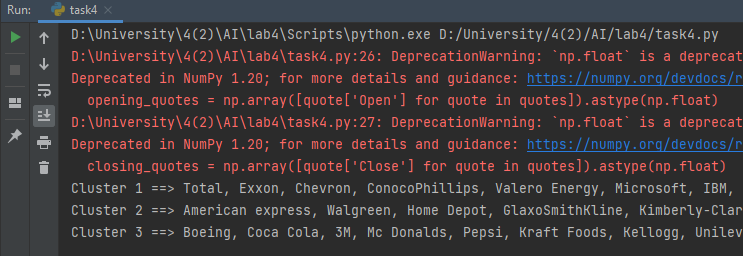 Run: task4
D:\University\4(2)\AI\lab4\Scripts\python.exe D:/University/4(2)/AI/lab4/task4.py
D:\University\4(2)\AI\lab4\task4.py:26: DeprecationWarning: `np.float` is a deprecat
Deprecated in NumPy 1.20; for more details and guidance: https://numpy.org/devdocs/r
opening_quotes = np.array([quote['Open'] for quote in quotes]).astype(np.float)
D:\University\4(2)\AI\lab4\task4.py:27: DeprecationWarning: `np.float` is a deprecat
Deprecated in NumPy 1.20; for more details and guidance: https://numpy.org/devdocs/r
closing_quotes = np.array([quote['Close'] for quote in quotes]).astype(np.float)
Cluster 1 ==> Total, Exxon, Chevron, ConocoPhillips, Valero Energy, Microsoft, IBM,
Cluster 2 ==> American express, Walgreen, Home Depot, GlaxoSmithKline, Kimberly-Clar
Cluster 3 ==> Boeing, Coca Cola, 3M, Mc Donalds, Pepsi, Kraft Foods, Kellogg, Unilev